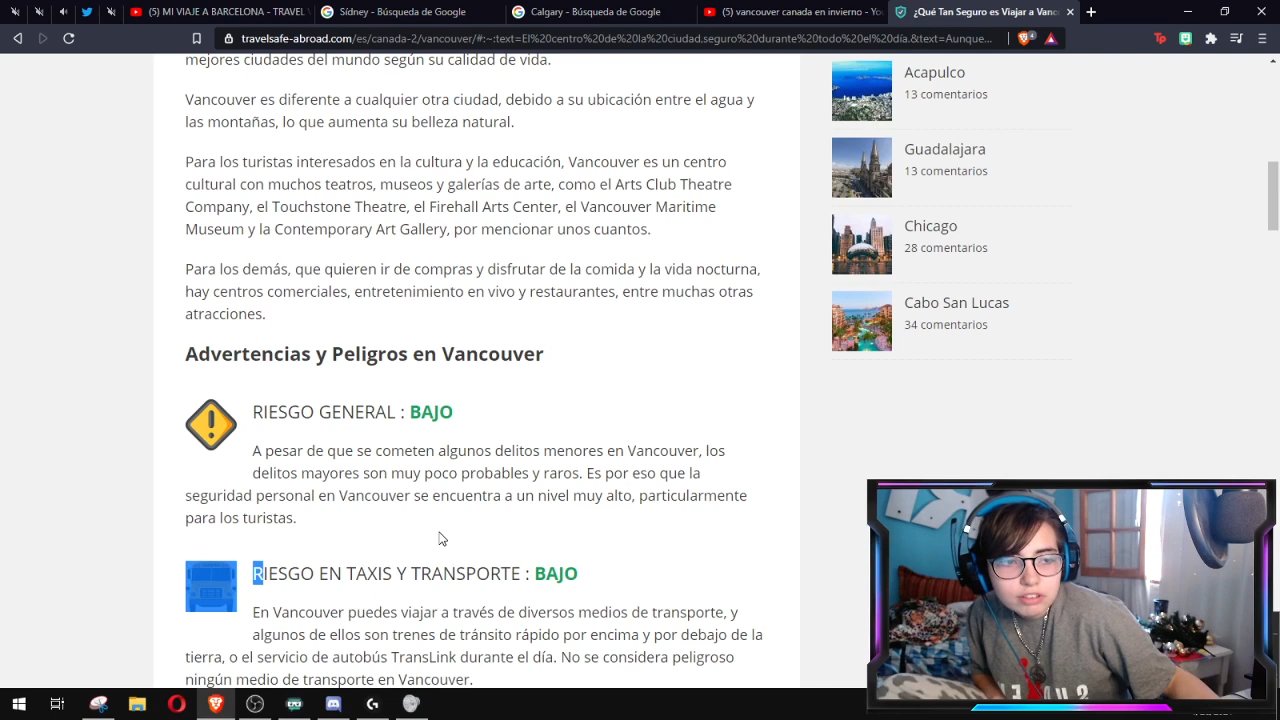 (5) MI VIAJE A BARCELONA - TRAVEL
Sídney - Búsqueda de Google
Calgary - Búsqueda de Google
(5) vancouver canada en invierno - Yo
¿Qué Tan Seguro es Viajar a Vanc
travelsafe-abroad.com/es/canada-2/vancouver/#:~:text=El%20centro%20de%20la%20ciudad,seguro%20durante%20todo%20el%20día.&text=Aunque...
mejores ciudades del mundo según su calidad de vida.
Vancouver es diferente a cualquier otra ciudad, debido a su ubicación entre el agua y
las montañas, lo que aumenta su belleza natural.
Para los turistas interesados en la cultura y la educación, Vancouver es un centro
cultural con muchos teatros, museos y galerías de arte, como el Arts Club Theatre
Company, el Touchstone Theatre, el Firehall Arts Center, el Vancouver Maritime
Museum y la Contemporary Art Gallery, por mencionar unos cuantos.
Para los demás, que quieren ir de compras y disfrutar de la comida y la vida nocturna,
hay centros comerciales, entretenimiento en vivo y restaurantes, entre muchas otras
atracciones.
Advertencias y Peligros en Vancouver
RIESGO GENERAL : BAJO
A pesar de que se cometen algunos delitos menores en Vancouver, los
delitos mayores son muy poco probables y raros. Es por eso que la
seguridad personal en Vancouver se encuentra a un nivel muy alto, particularmente
para los turistas.
RIESGO EN TAXIS Y TRANSPORTE : BAJO
En Vancouver puedes viajar a través de diversos medios de transporte, y
algunos de ellos son trenes de tránsito rápido por encima y por debajo de la
tierra, o el servicio de autobús TransLink durante el día. No se considera peligroso
ningún medio de transporte en Vancouver.
Acapulco
13 comentarios
Guadalajara
13 comentarios
Chicago
28 comentarios
Cabo San Lucas
34 comentarios